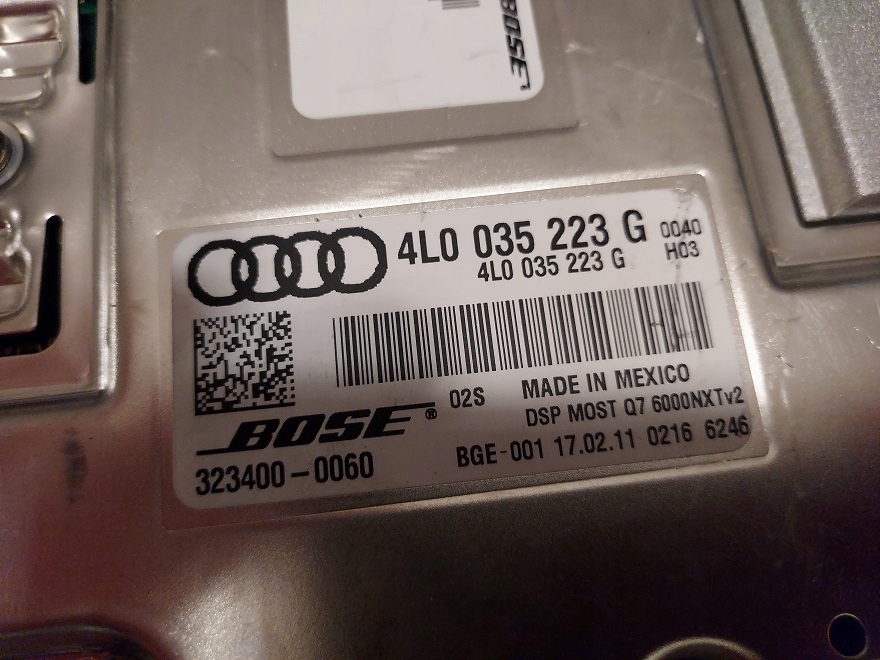 BOSE
4L0 035 223 G 0040
4L0 035 223 G H03
02S MADE IN MEXICO
BOSE® DSP MOST Q7 6000NXTv2
323400-0060 BGE-001 17.02.11 0216 6246